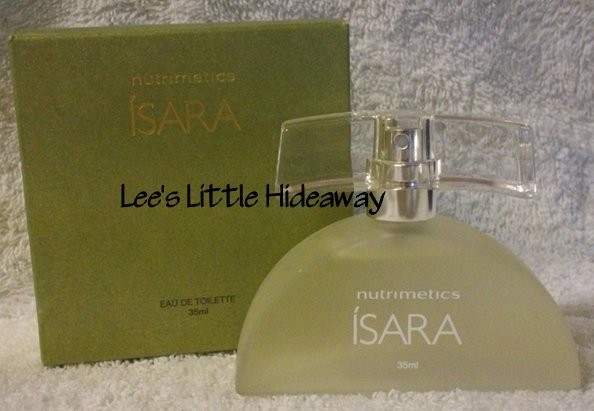 nutrimetics
ÍSARA
Lee's Little Hideaway
EAU DE TOILETTE
35ml
nutrimetics
ÍSARA
35ml